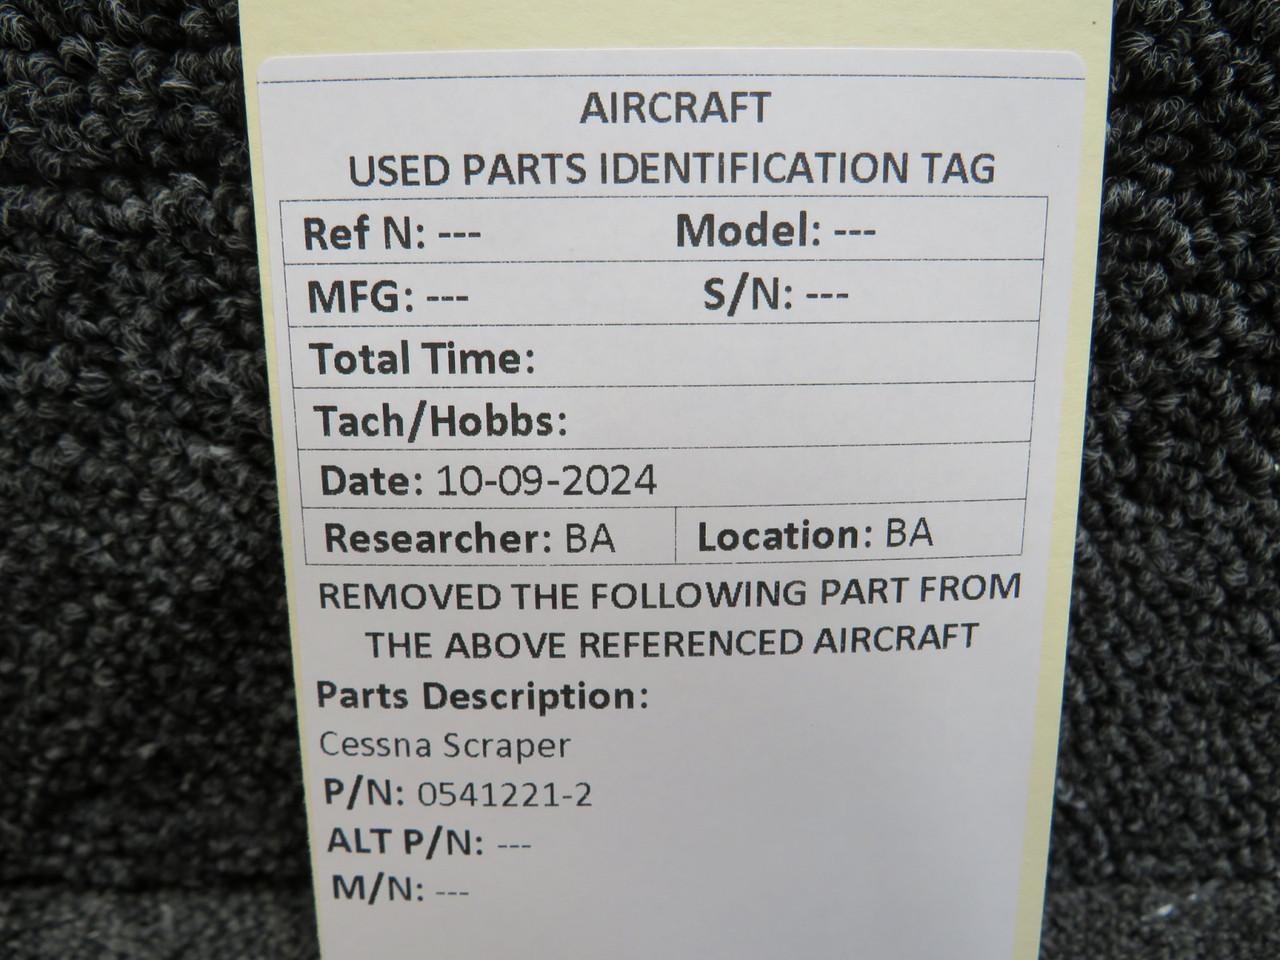 AIRCRAFT
USED PARTS IDENTIFICATION TAG
Ref N: --- Model: ---
MFG: --- S/N: ---
Total Time:
Tach/Hobbs:
Date: 10-09-2024
Researcher: BA Location: BA
REMOVED THE FOLLOWING PART FROM
THE ABOVE REFERENCED AIRCRAFT
Parts Description:
Cessna Scraper
P/N: 0541221-2
ALT P/N: ---
M/N: ---